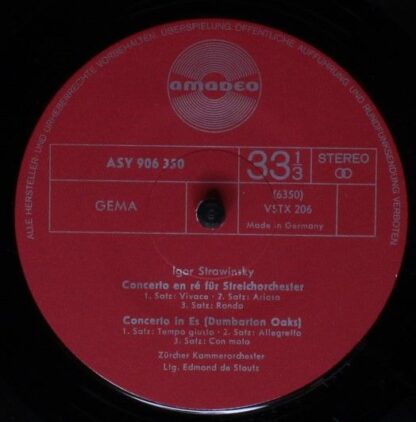 ALLE HERSTELLER- UND URHEBERRECHTE VORBEHALTEN. ÜBERSPIELUNG, ÖFFENTLICHE AUFFÜHRUNG UND RUNDFUNKSENDUNG VERBOTEN.
amadeo
ASY 906 350
33 1/3
STEREO
GEMA
(6350)
VSTX 206
Made in Germany
Igor Strawinsky
Concerto en ré für Streichorchester
1. Satz: Vivace · 2. Satz: Arioso
3. Satz: Rondo
Concerto in Es (Dumbarton Oaks)
1. Satz: Tempo giusto · 2. Satz: Allegretto
3. Satz: Con moto
Zürcher Kammerorchester
Ltg. Edmond de Stoutz